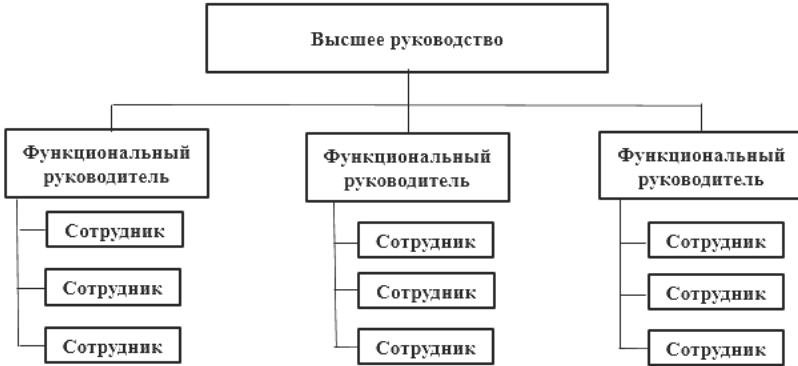 Высшее руководство
Функциональный
руководитель
Сотрудник
Сотрудник
Сотрудник
Функциональный
руководитель
Сотрудник
Сотрудник
Сотрудник
Функциональный
руководитель
Сотрудник
Сотрудник
Сотрудник